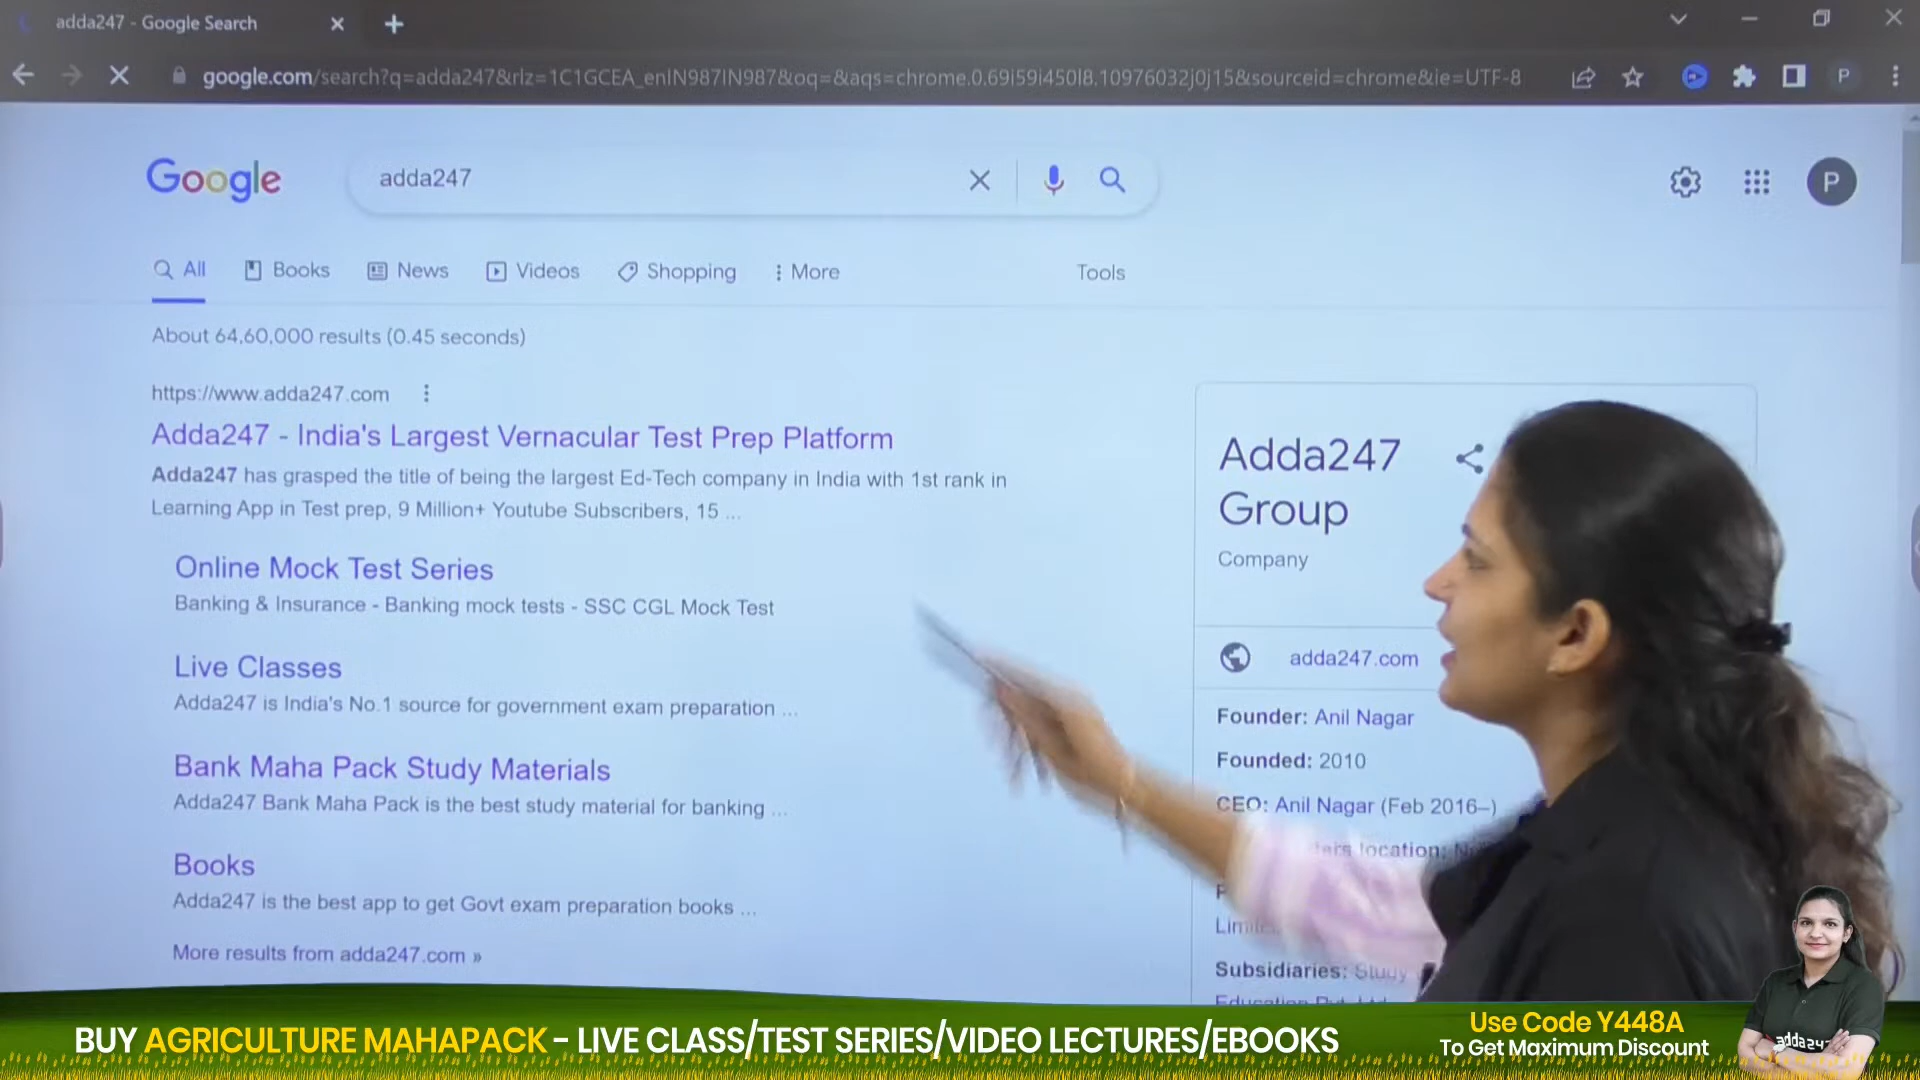 adda247 - Google Search
google.com/search?q=adda247&rlz=1C1GCEA_enIN987IN987&oq=&aqs=chrome.0.69i59i450l8.10976032j0j15&sourceid=chrome&ie=UTF-8
P
Google
adda247
P
All Books News Videos Shopping More Tools
About 64,60,000 results (0.45 seconds)
https://www.adda247.com
Adda247 - India's Largest Vernacular Test Prep Platform
Adda247 has grasped the title of being the largest Ed-Tech company in India with 1st rank in
Learning App in Test prep, 9 Million+ Youtube Subscribers, 15 ...
Online Mock Test Series
Banking & Insurance - Banking mock tests - SSC CGL Mock Test
Live Classes
Adda247 is India's No.1 source for government exam preparation ...
Bank Maha Pack Study Materials
Adda247 Bank Maha Pack is the best study material for banking ...
Books
Adda247 is the best app to get Govt exam preparation books ...
More results from adda247.com »
Adda247
Group
Company
adda247.com
Founder: Anil Nagar
Founded: 2010
CEO: Anil Nagar (Feb 2016–)
location:
Subsidiaries: Study
BUY AGRICULTURE MAHAPACK – LIVE CLASS/TEST SERIES/VIDEO LECTURES/EBOOKS
Use Code Y448A
To Get Maximum Discount
adda247